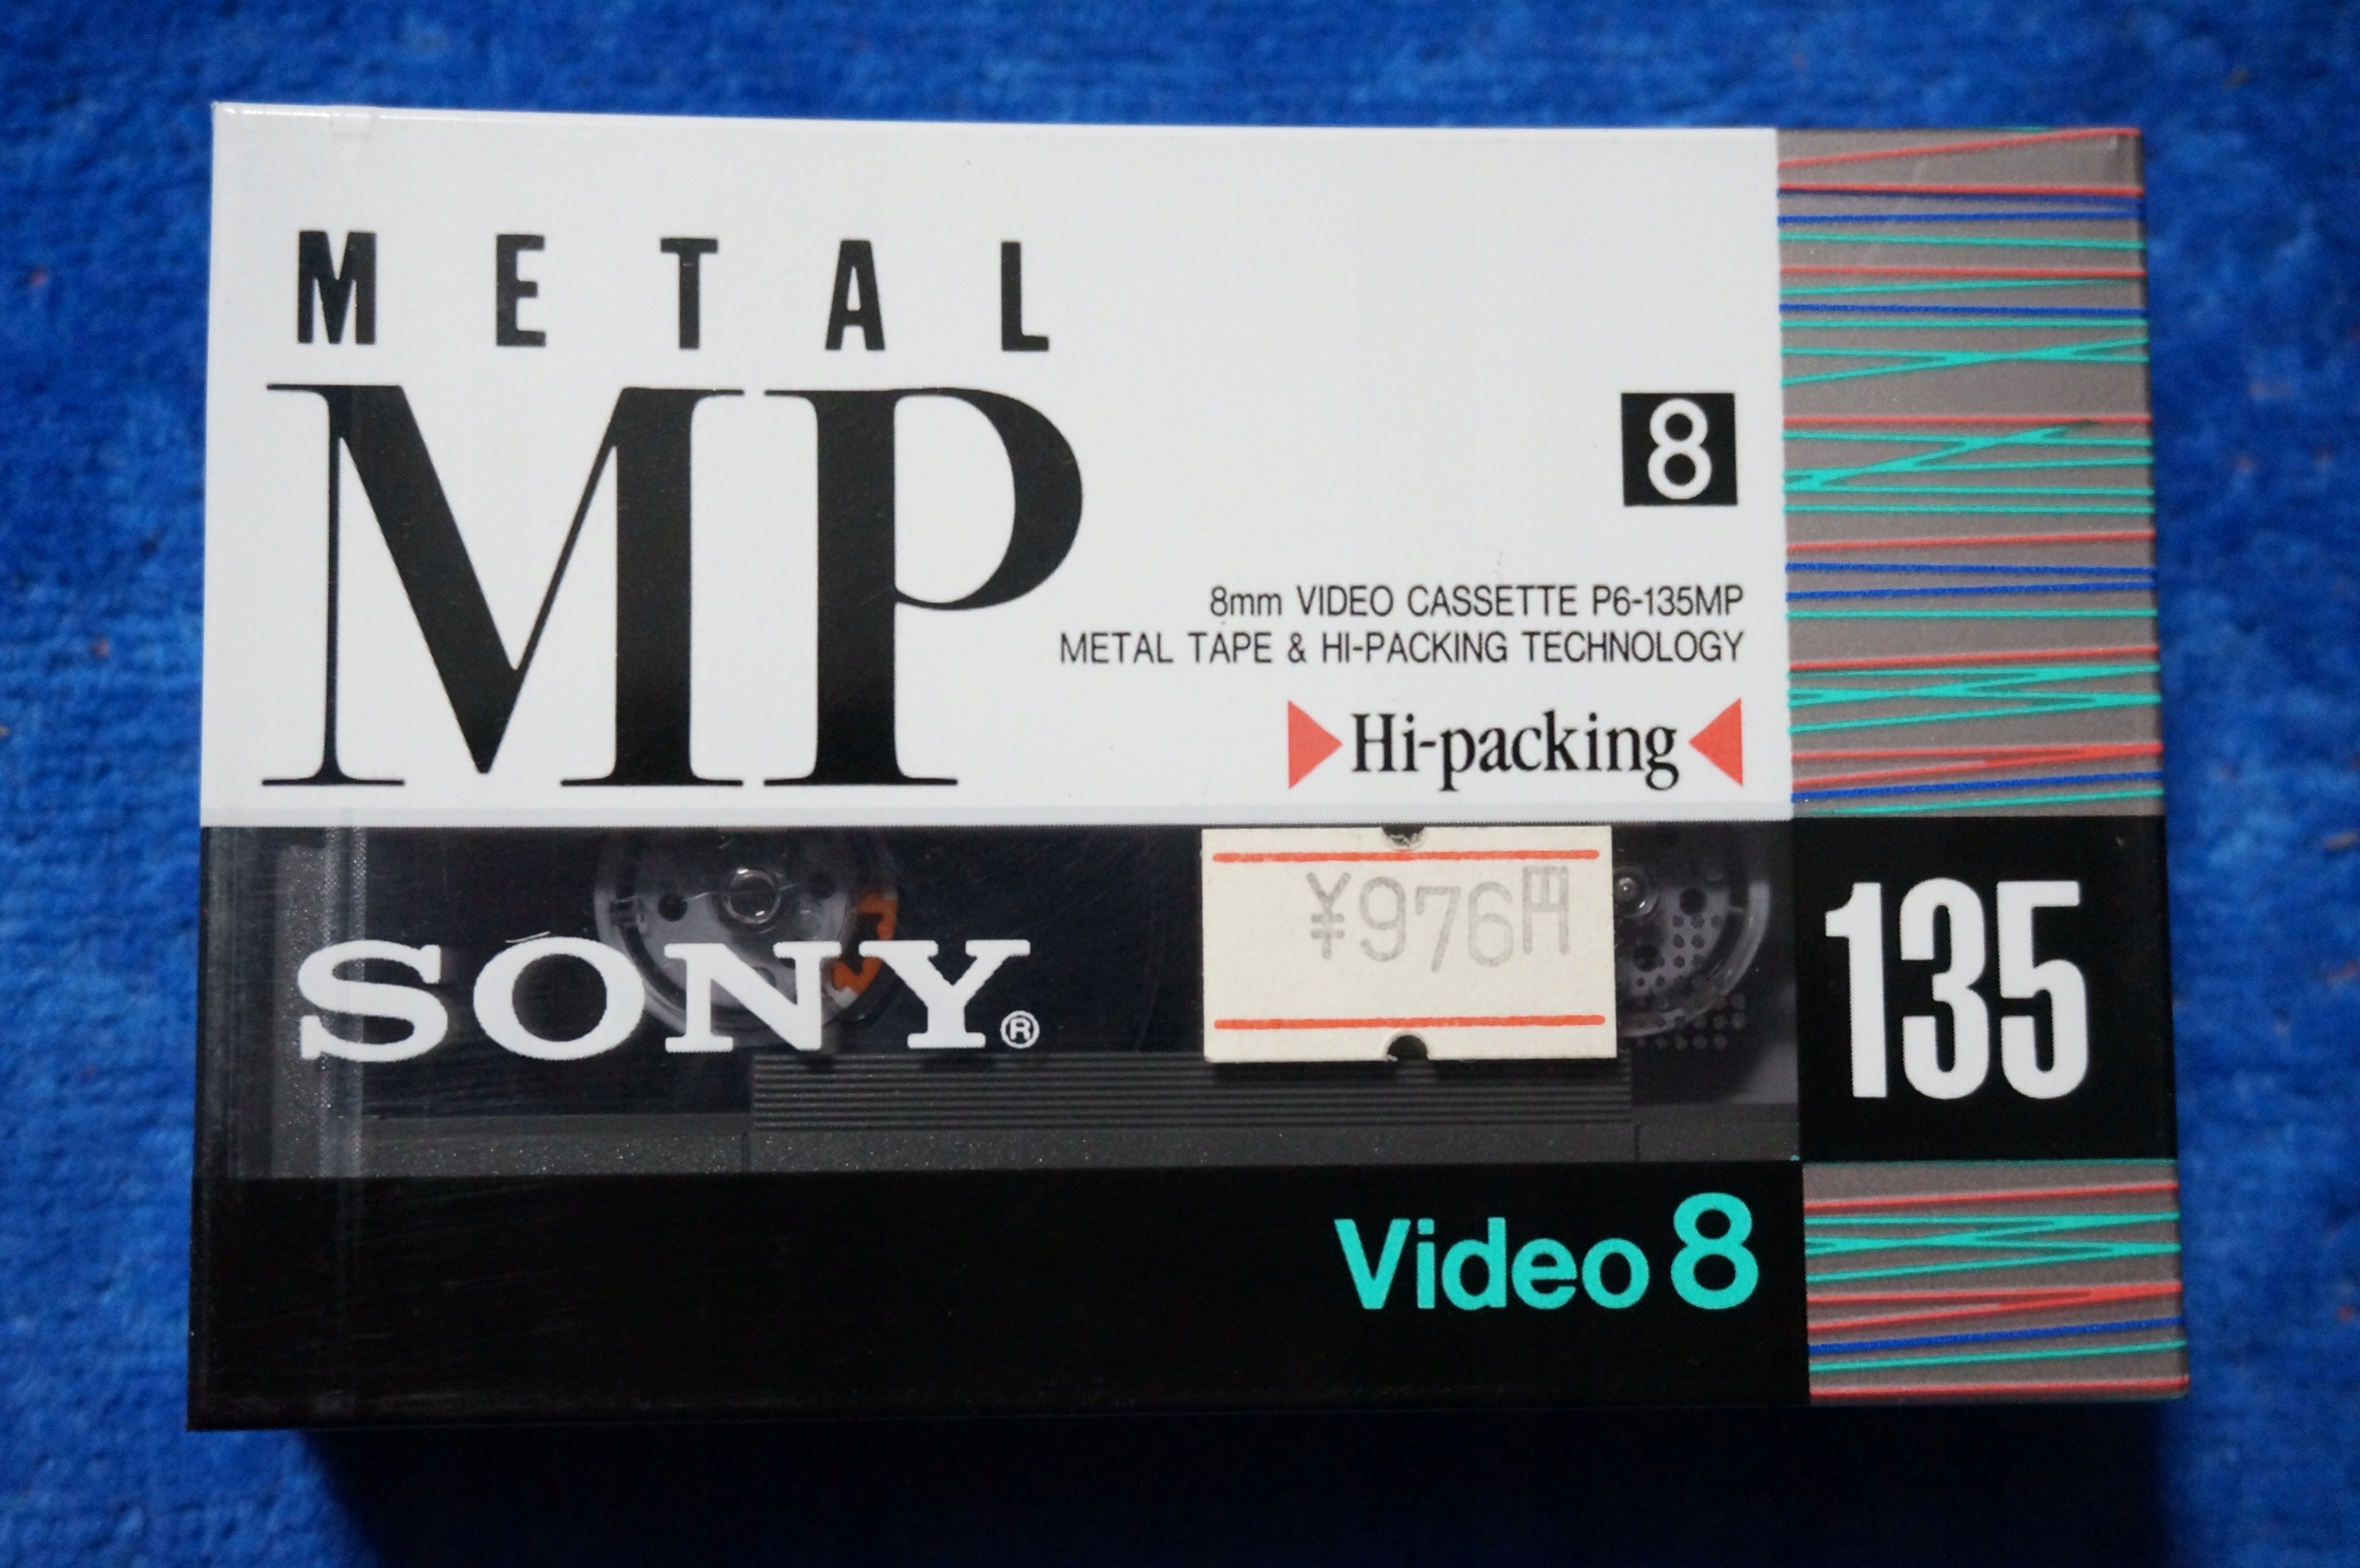 METAL
MP
8
8mm VIDEO CASSETTE P6-135MP
METAL TAPE & HI-PACKING TECHNOLOGY
Hi-packing
¥976円
SONY®
135
Video 8